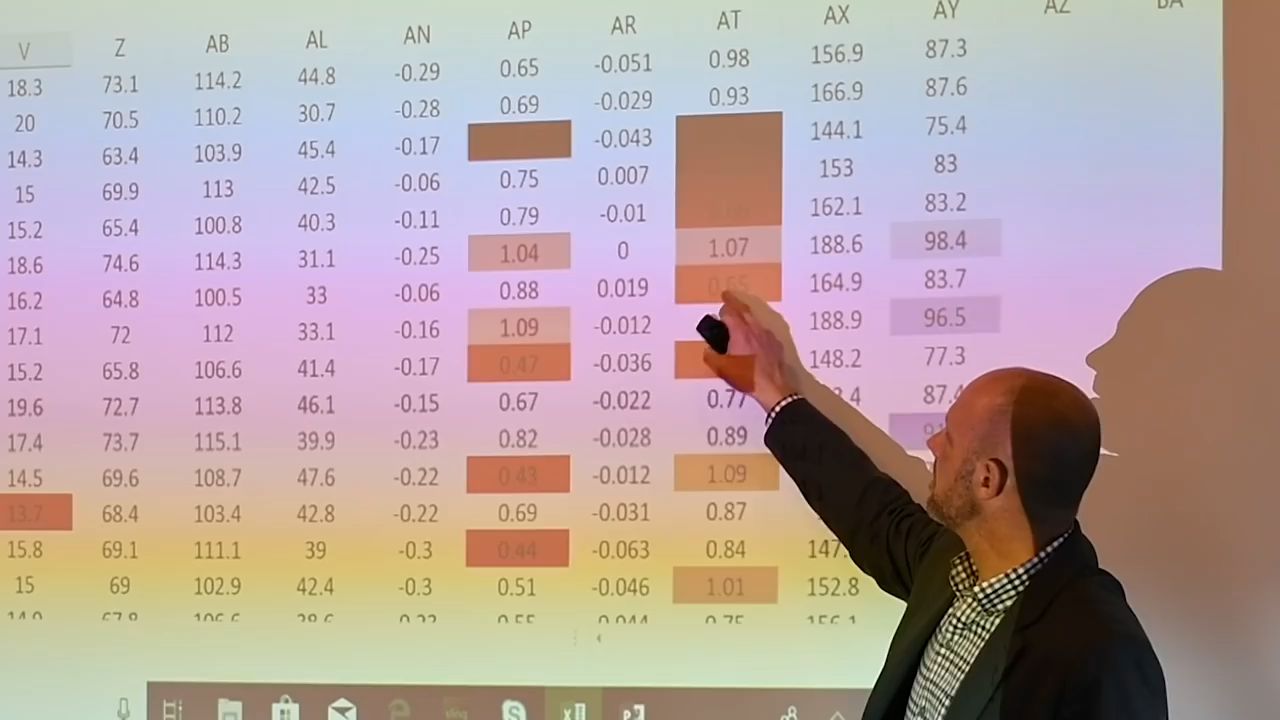 V Z AB AL AN AP AR AT AX AY AZ BA
18.3 73.1 114.2 44.8 -0.29 0.65 -0.051 0.98 156.9 87.3
20 70.5 110.2 30.7 -0.28 0.69 -0.029 0.93 166.9 87.6
14.3 63.4 103.9 45.4 -0.17 -0.043 144.1 75.4
15 69.9 113 42.5 -0.06 0.75 0.007 153 83
15.2 65.4 100.8 40.3 -0.11 0.79 -0.01 162.1 83.2
18.6 74.6 114.3 31.1 -0.25 1.04 0 1.07 188.6 98.4
16.2 64.8 100.5 33 -0.06 0.88 0.019 0.65 164.9 83.7
17.1 72 112 33.1 -0.16 1.09 -0.012 188.9 96.5
15.2 65.8 106.6 41.4 -0.17 0.47 -0.036 148.2 77.3
19.6 72.7 113.8 46.1 -0.15 0.67 -0.022 0.77
17.4 73.7 115.1 39.9 -0.23 0.82 -0.028 0.89
14.5 69.6 108.7 47.6 -0.22 0.43 -0.012 1.09
13.7 68.4 103.4 42.8 -0.22 0.69 -0.031 0.87
15.8 69.1 111.1 39 -0.3 0.44 -0.063 0.84
15 69 102.9 42.4 -0.3 0.51 -0.046 1.01 152.8